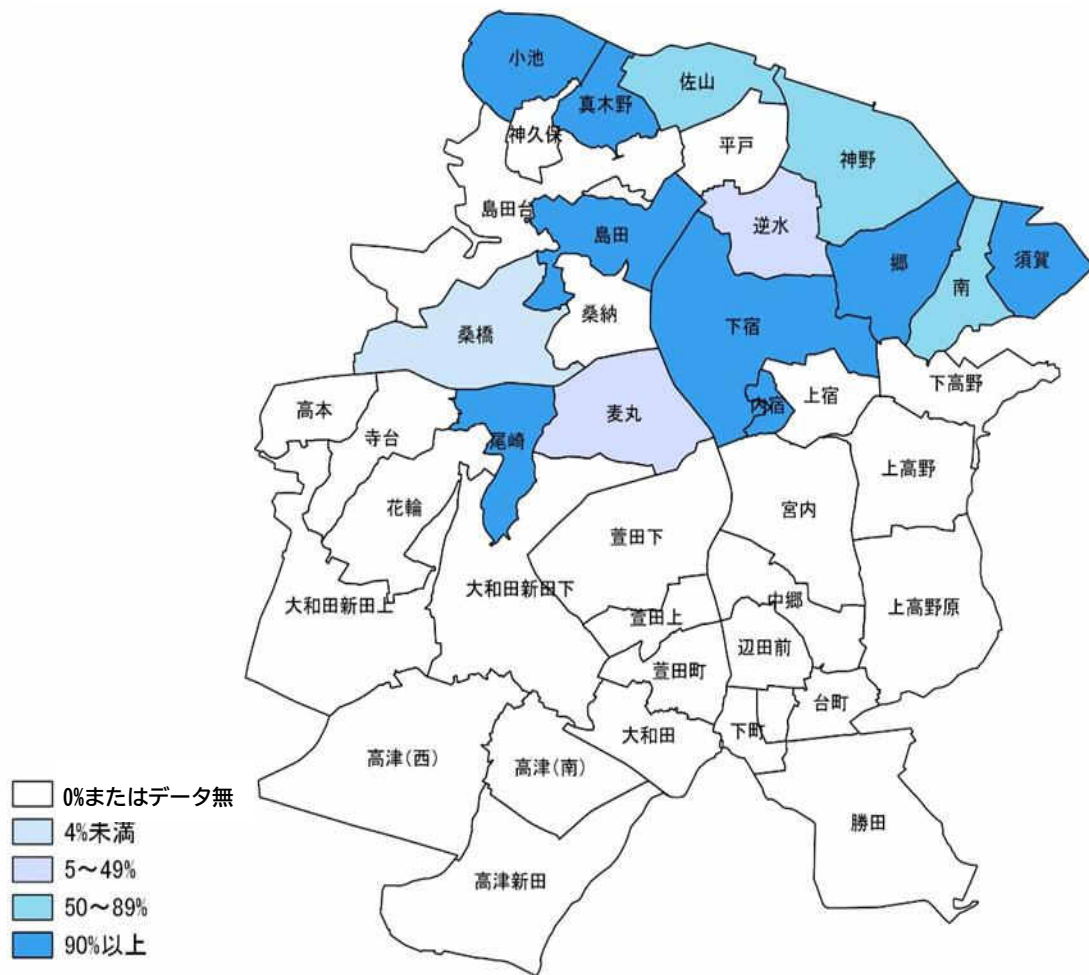 小池
真木野
佐山
神久保
平戸
神野
島田台
島田
逆水
郷
南
須賀
桑納
桑橋
下宿
高本
寺台
尾崎
麦丸
内宿
上宿
下高野
花輪
上高野
宮内
萱田下
大和田新田上
大和田新田下
萱田上
中郷
上高野原
辺田前
萱田町
台町
大和田
下町
高津(西)
高津(南)
勝田
高津新田
0%またはデータ無
4%未満
5～49%
50～89%
90%以上